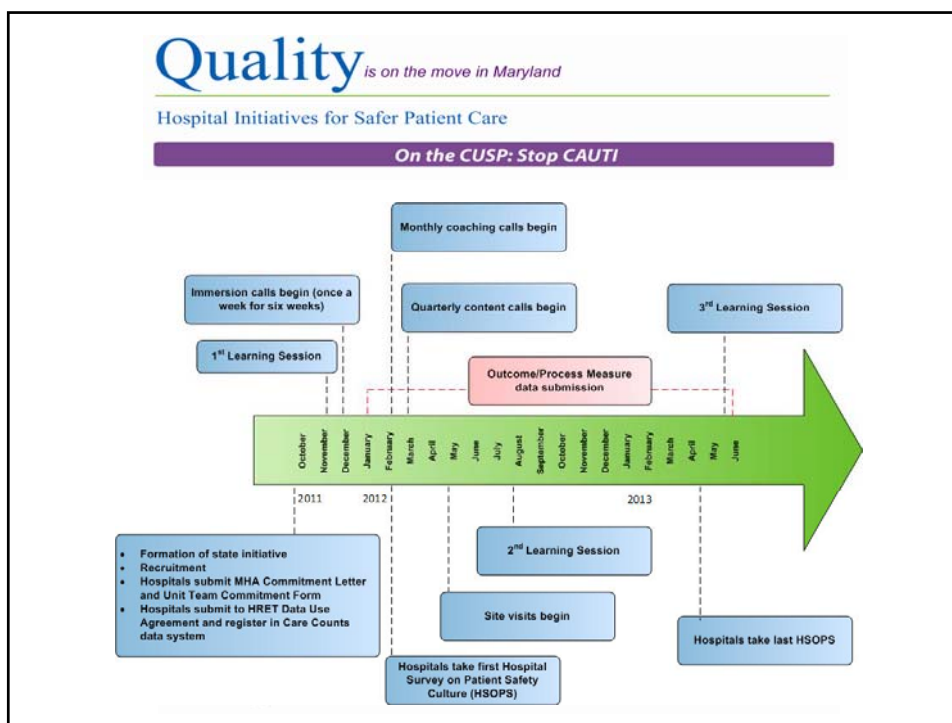 Quality is on the move in Maryland
Hospital Initiatives for Safer Patient Care
On the CUSP: Stop CAUTI
Monthly coaching calls begin
Immersion calls begin (once a
week for six weeks)
Quarterly content calls begin
3rd Learning Session
1st Learning Session
Outcome/Process Measure
data submission
October
November
December
January
February
March
April
May
June
July
August
September
October
November
December
January
February
March
April
May
June
2011
2012
2013
• Formation of state initiative
• Recruitment
• Hospitals submit MHA Commitment Letter
and Unit Team Commitment Form
• Hospitals submit to HRET Data Use
Agreement and register in Care Counts
data system
2nd Learning Session
Site visits begin
Hospitals take last HSOPS
Hospitals take first Hospital
Survey on Patient Safety
Culture (HSOPS)